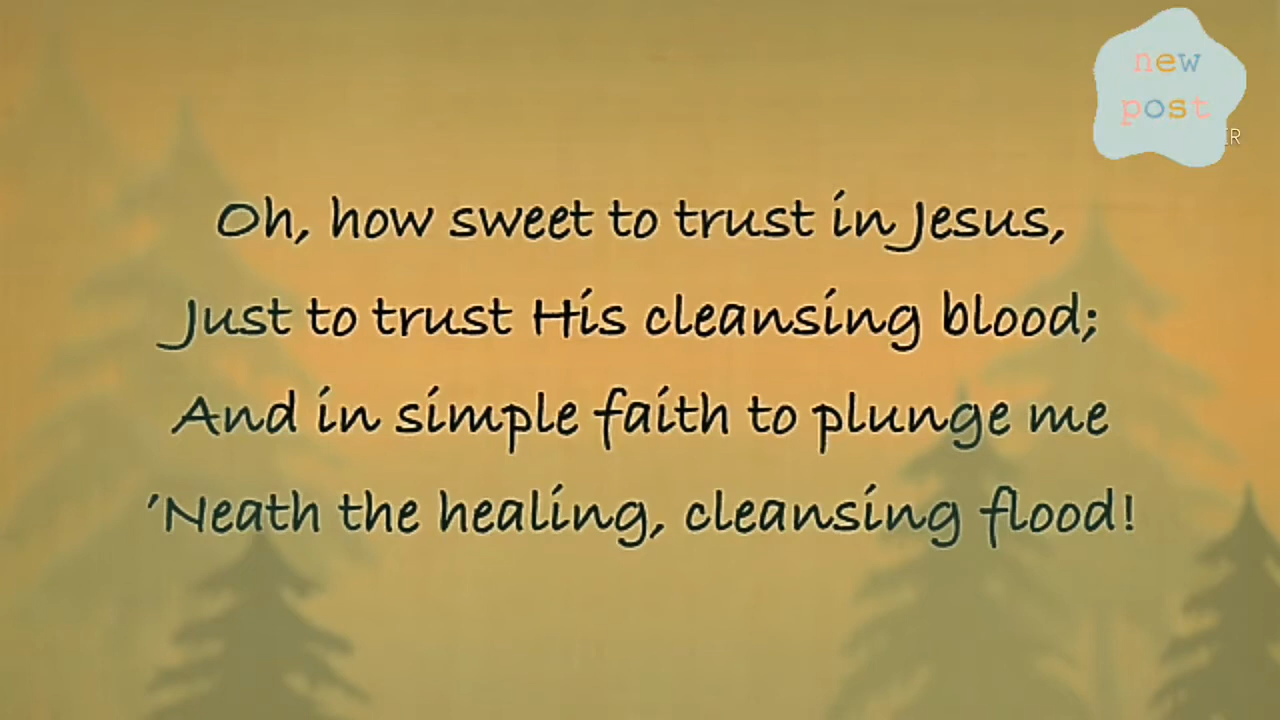 new
post
Oh, how sweet to trust in Jesus,
Just to trust His cleansing blood;
And in simple faith to plunge me
'Neath the healing, cleansing flood!